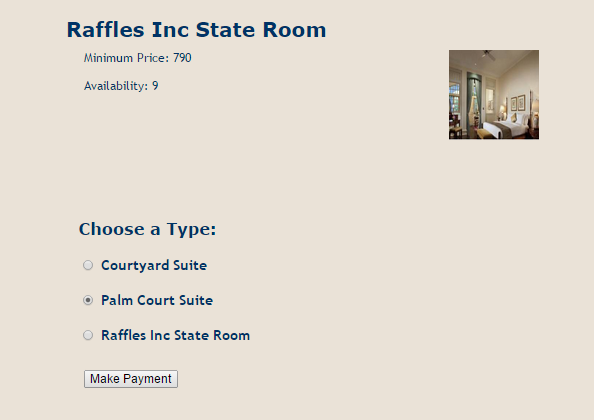 Raffles Inc State Room
Minimum Price: 790
Availability: 9
Choose a Type:
Courtyard Suite
Palm Court Suite
Raffles Inc State Room
Make Payment